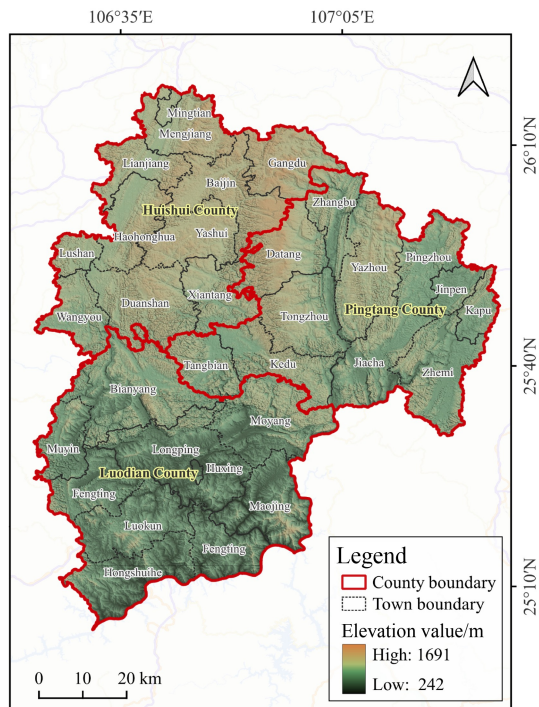 106°35′E 107°05′E
Mingtian
Mengjiang
26°10′N
Lianjiang
Gangdu
Baijin
Zhangbu
Huishui County
Yashui
Haohonghua
Lushan
Datang
Pingzhou
Yazhou
Jinpen
Xiantang
Duanshan
Wangyou
Tongzhou
Pingtang County
Kapu
Tangbian
Kedu
Jiacha
Zhemi
25°40′N
Bianyang
Moyang
Muyin
Longping
Luodian County
Huxing
Fengting
Maojing
Luokun
Fengting
Hongshuihe
25°10′N
Legend
County boundary
Town boundary
Elevation value/m
High: 1691
Low: 242
0 10 20 km